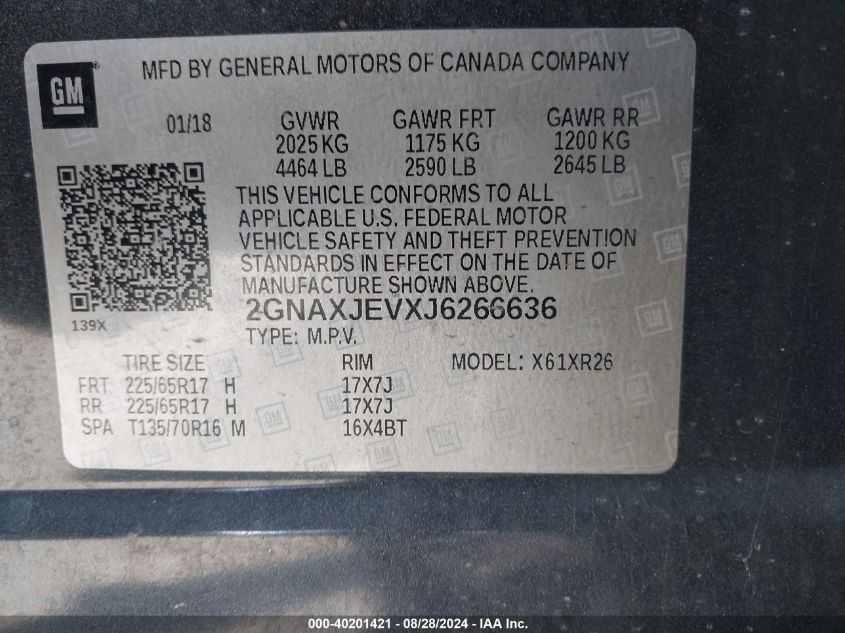 GM
MFD BY GENERAL MOTORS OF CANADA COMPANY
01/18 GVWR GAWR FRT GAWR RR
2025 KG 1175 KG 1200 KG
4464 LB 2590 LB 2645 LB
THIS VEHICLE CONFORMS TO ALL
APPLICABLE U.S. FEDERAL MOTOR
VEHICLE SAFETY AND THEFT PREVENTION
STANDARDS IN EFFECT ON THE DATE OF
MANUFACTURE SHOWN ABOVE.
2GNAXJEVXJ6266636
139X
TYPE: M.P.V.
TIRE SIZE RIM MODEL: X61XR26
FRT 225/65R17 H 17X7J
RR 225/65R17 H 17X7J
SPA T135/70R16 M 16X4BT
000-40201421 - 08/28/2024 - IAA Inc.